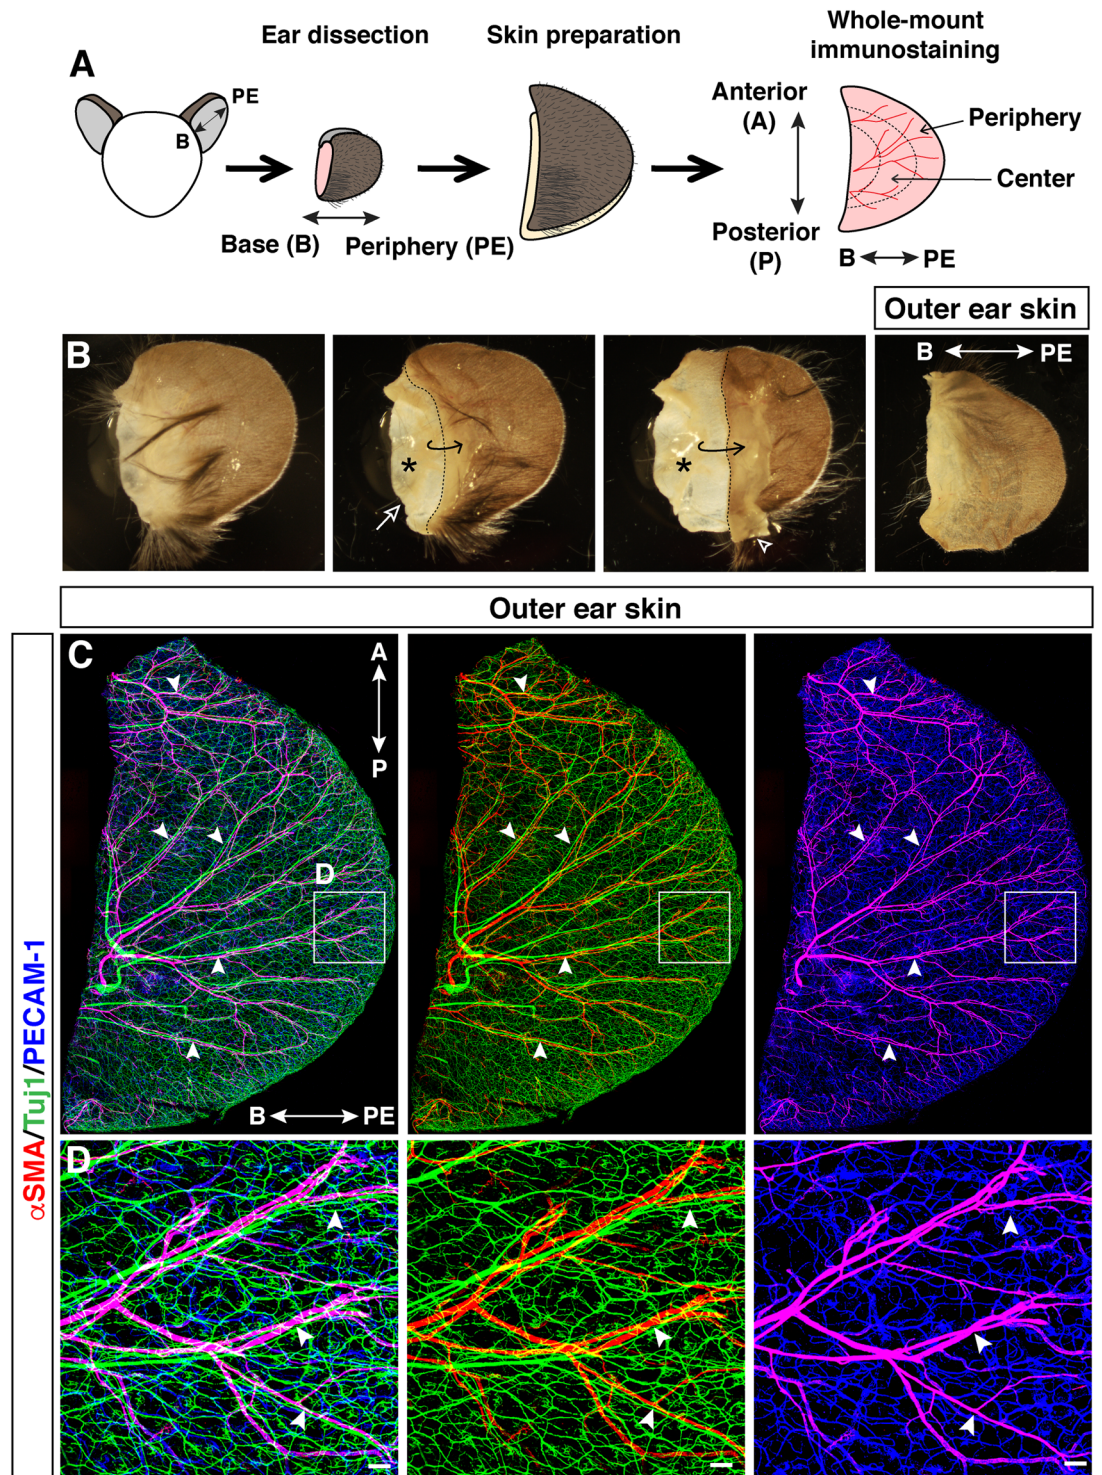 A
Ear dissection
Skin preparation
Whole-mount
immunostaining
PE
B
Base (B)
Periphery (PE)
Anterior
(A)
Posterior
(P)
Periphery
Center
B
PE
Outer ear skin
B
*
*
B
PE
Outer ear skin
αSMA/Tuj1/PECAM-1
C
A
P
D
B
PE
D